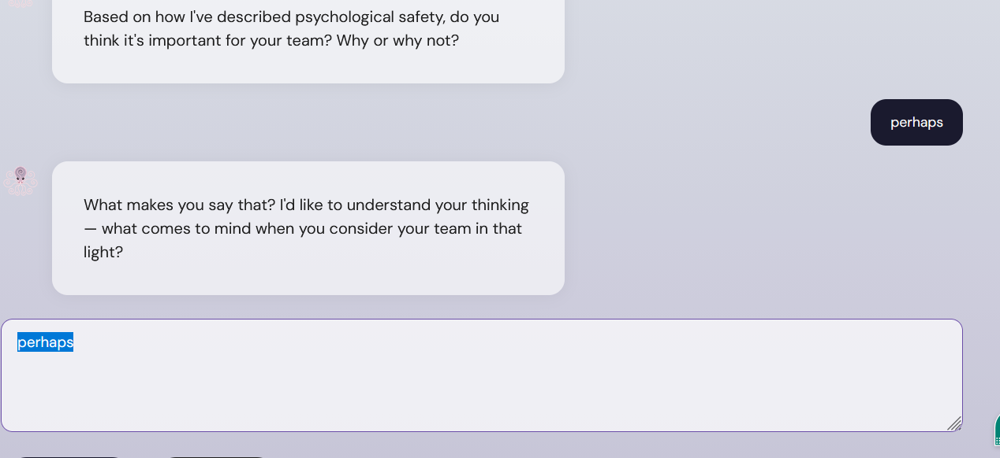 Based on how I've described psychological safety, do you
think it's important for your team? Why or why not?
perhaps
What makes you say that? I'd like to understand your thinking
— what comes to mind when you consider your team in that
light?
perhaps